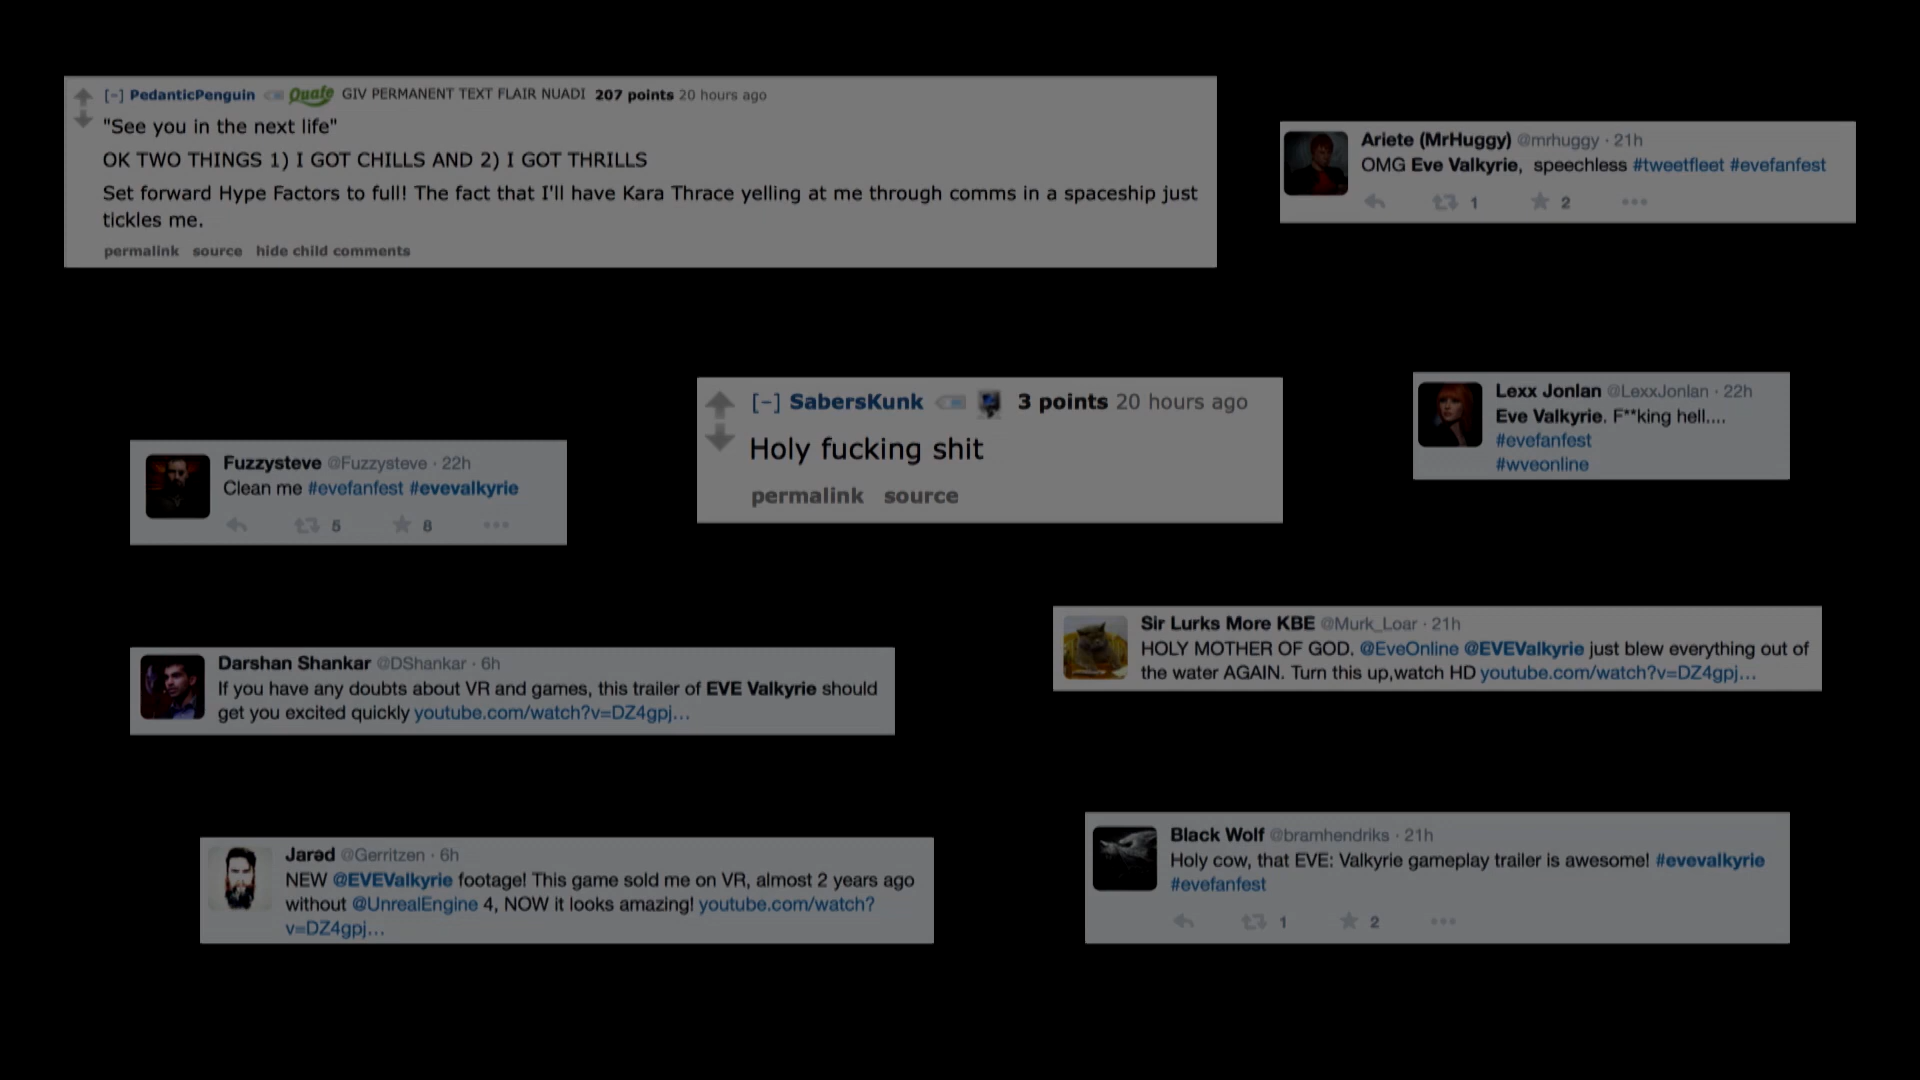 [-] PedanticPenguin Quafe GIV PERMANENT TEXT FLAIR NUADI 207 points 20 hours ago
"See you in the next life"
OK TWO THINGS 1) I GOT CHILLS AND 2) I GOT THRILLS
Set forward Hype Factors to full! The fact that I'll have Kara Thrace yelling at me through comms in a spaceship just
tickles me.
permalink source hide child comments
Ariete (MrHuggy) @mrhuggy · 21h
OMG Eve Valkyrie, speechless #tweetfleet #evefanfest
1 2
[-] SabersKunk 3 points 20 hours ago
Holy fucking shit
permalink source
Lexx Jonlan @LexxJonlan · 22h
Eve Valkyrie. F**king hell....
#evefanfest
#wveonline
Fuzzysteve @Fuzzysteve · 22h
Clean me #evefanfest #evevalkyrie
5 8
Darshan Shankar @DShankar · 6h
If you have any doubts about VR and games, this trailer of EVE Valkyrie should
get you excited quickly youtube.com/watch?v=DZ4gpj...
Sir Lurks More KBE @Murk_Loar · 21h
HOLY MOTHER OF GOD. @EveOnline @EVEValkyrie just blew everything out of
the water AGAIN. Turn this up,watch HD youtube.com/watch?v=DZ4gpj...
Jarəd @Gerritzen · 6h
NEW @EVEValkyrie footage! This game sold me on VR, almost 2 years ago
without @UnrealEngine 4, NOW it looks amazing! youtube.com/watch?
v=DZ4gpj...
Black Wolf @bramhendriks · 21h
Holy cow, that EVE: Valkyrie gameplay trailer is awesome! #evevalkyrie
#evefanfest
1 2